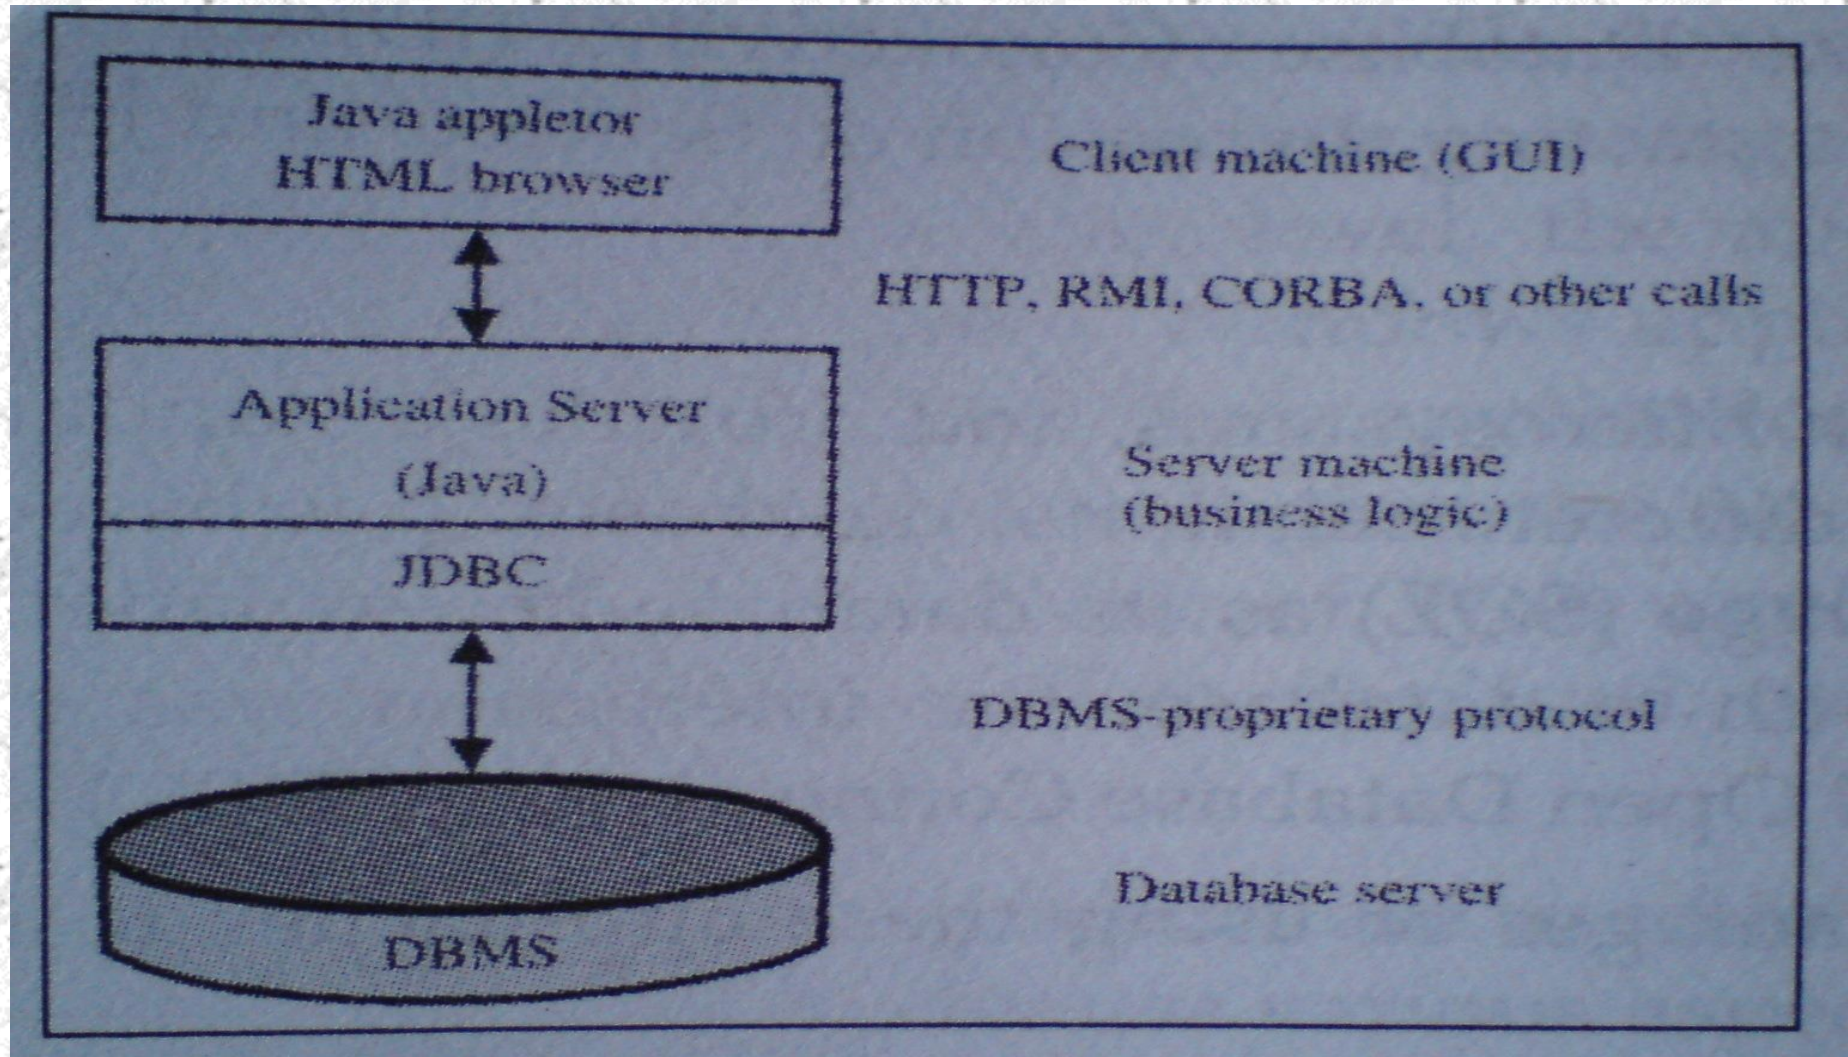 Java appletor
HTML browser
Client machine (GUI)
HTTP, RMI, CORBA, or other calls
Application Server
(Java)
JDBC
Server machine
(business logic)
DBMS-proprietary protocol
DBMS
Database server